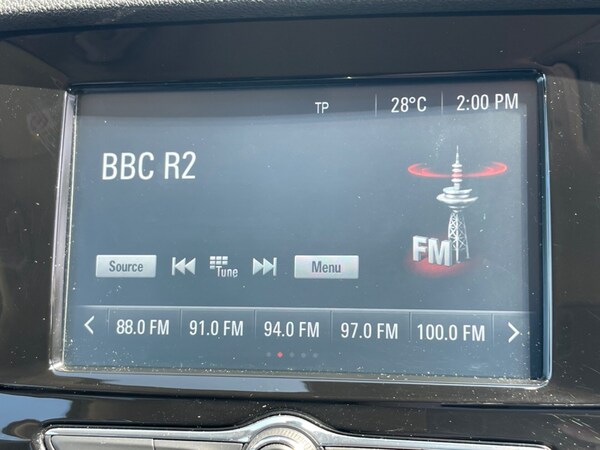 TP 28°C 2:00 PM
BBC R2
FM
Source Tune Menu
88.0 FM 91.0 FM 94.0 FM 97.0 FM 100.0 FM